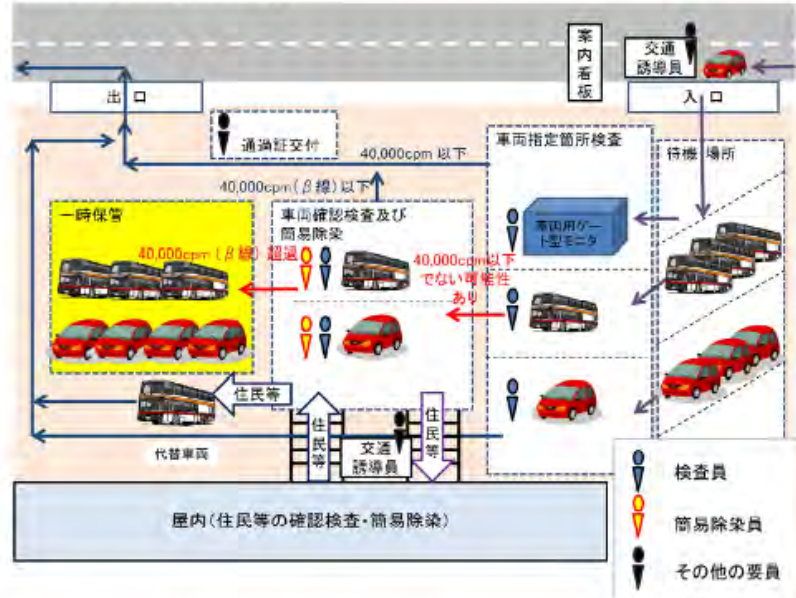 案内看板
交通
誘導員
出 口
入 口
通過証交付
40,000cpm 以下
車両指定箇所検査
待機 場所
40,000cpm(β線)以下
一時保管
車両確認検査及び
簡易除染
車両用ゲー
ト型モニタ
40,000cpm(β線) 超過
40,000cpm以下
でない可能性
あり
住民等
住民等
住民等
代替車両
交通
誘導員
屋内(住民等の確認検査・簡易除染)
検査員
簡易除染員
その他の要員